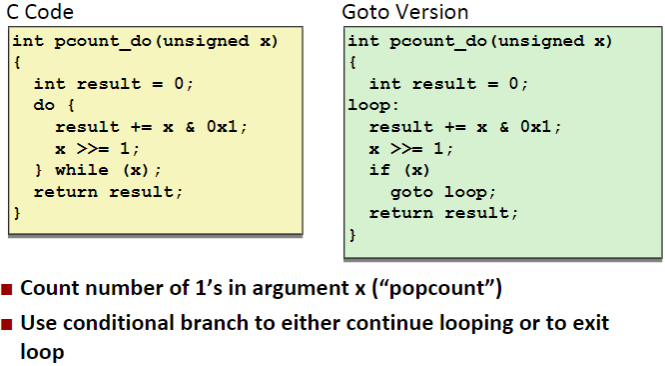 C Code
int pcount_do(unsigned x)
{
  int result = 0;
  do {
    result += x & 0x1;
    x >>= 1;
  } while (x);
  return result;
}
Goto Version
int pcount_do(unsigned x)
{
  int result = 0;
loop:
  result += x & 0x1;
  x >>= 1;
  if (x)
    goto loop;
  return result;
}
Count number of 1's in argument x (“popcount”)
Use conditional branch to either continue looping or to exit
loop